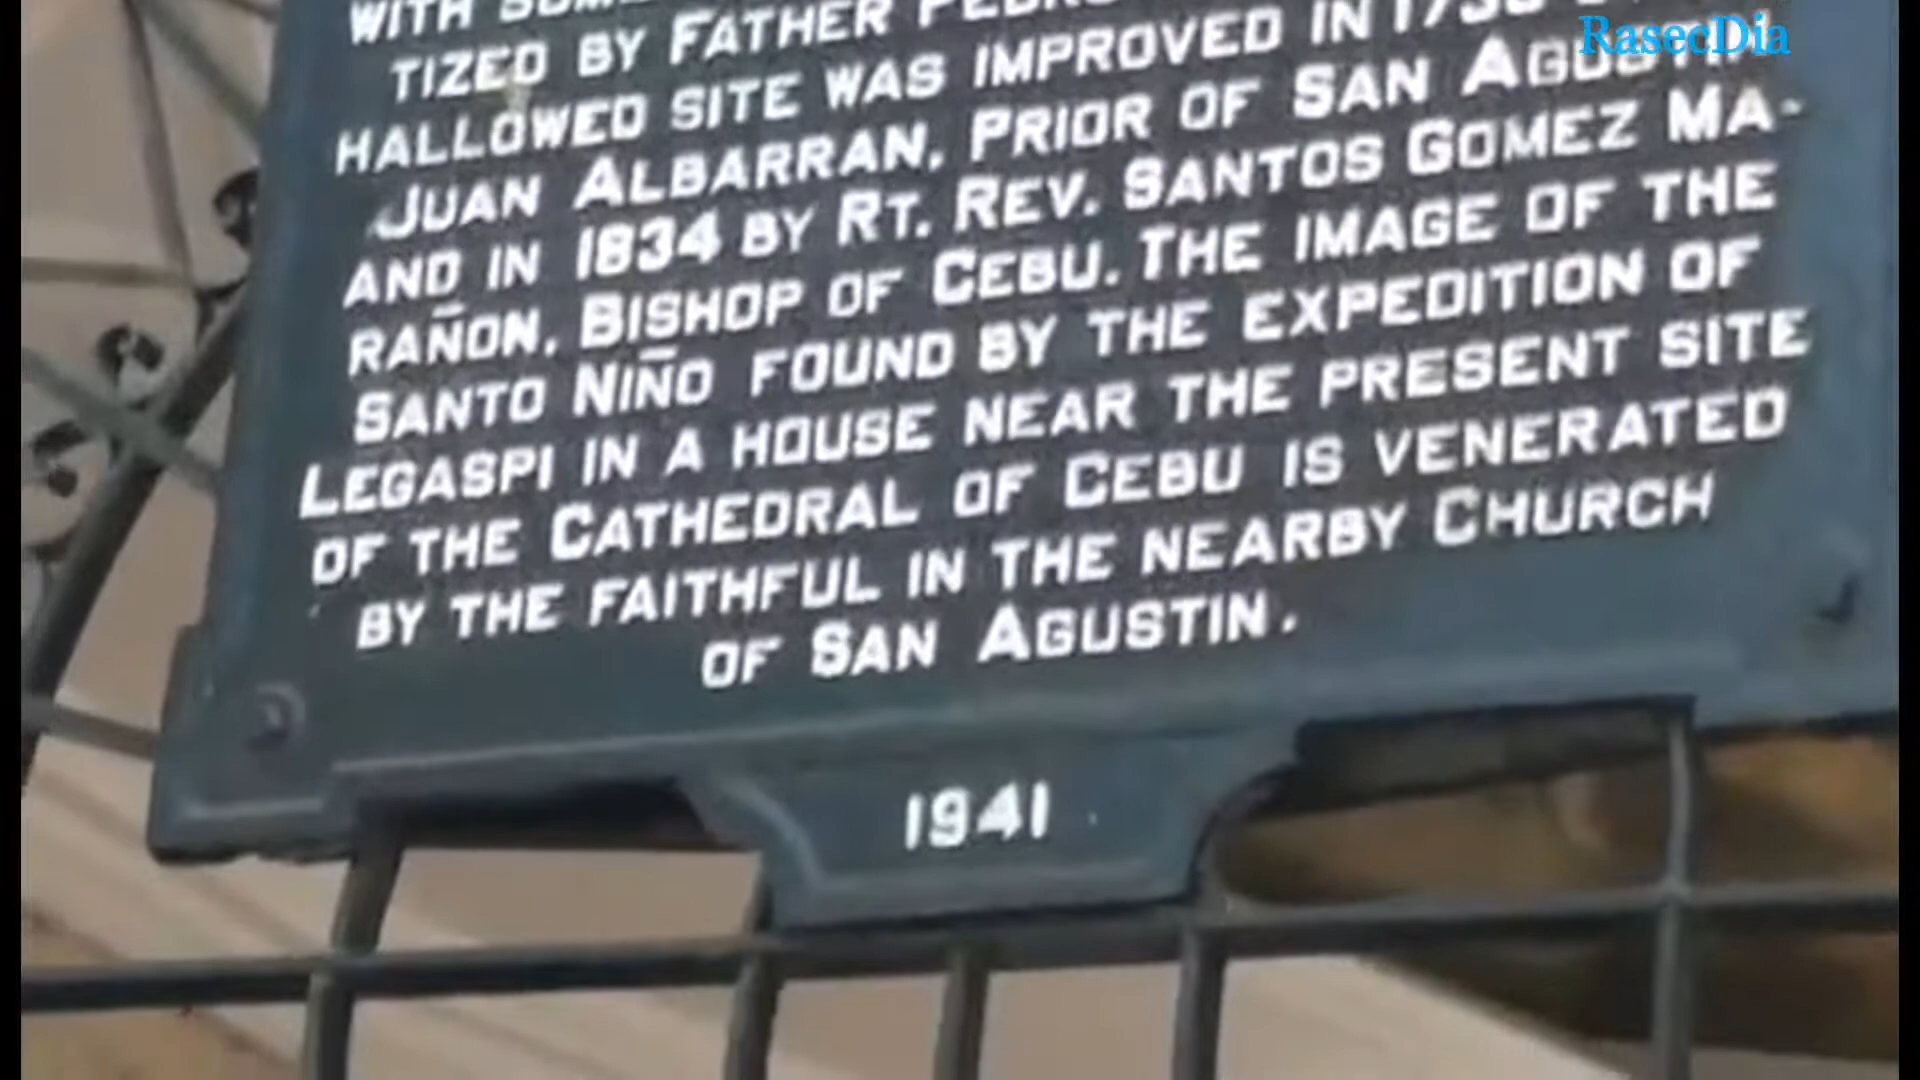 WITH
TIZED BY FATHER
RasecDia
HALLOWED SITE WAS IMPROVED IN
JUAN ALBARRAN, PRIOR OF SAN AGUSTIN
AND IN 1834 BY RT. REV. SANTOS GOMEZ MA-
RAÑON, BISHOP OF CEBU. THE IMAGE OF THE
SANTO NIÑO FOUND BY THE EXPEDITION OF
LEGASPI IN A HOUSE NEAR THE PRESENT SITE
OF THE CATHEDRAL OF CEBU IS VENERATED
BY THE FAITHFUL IN THE NEARBY CHURCH
OF SAN AGUSTIN.
1941